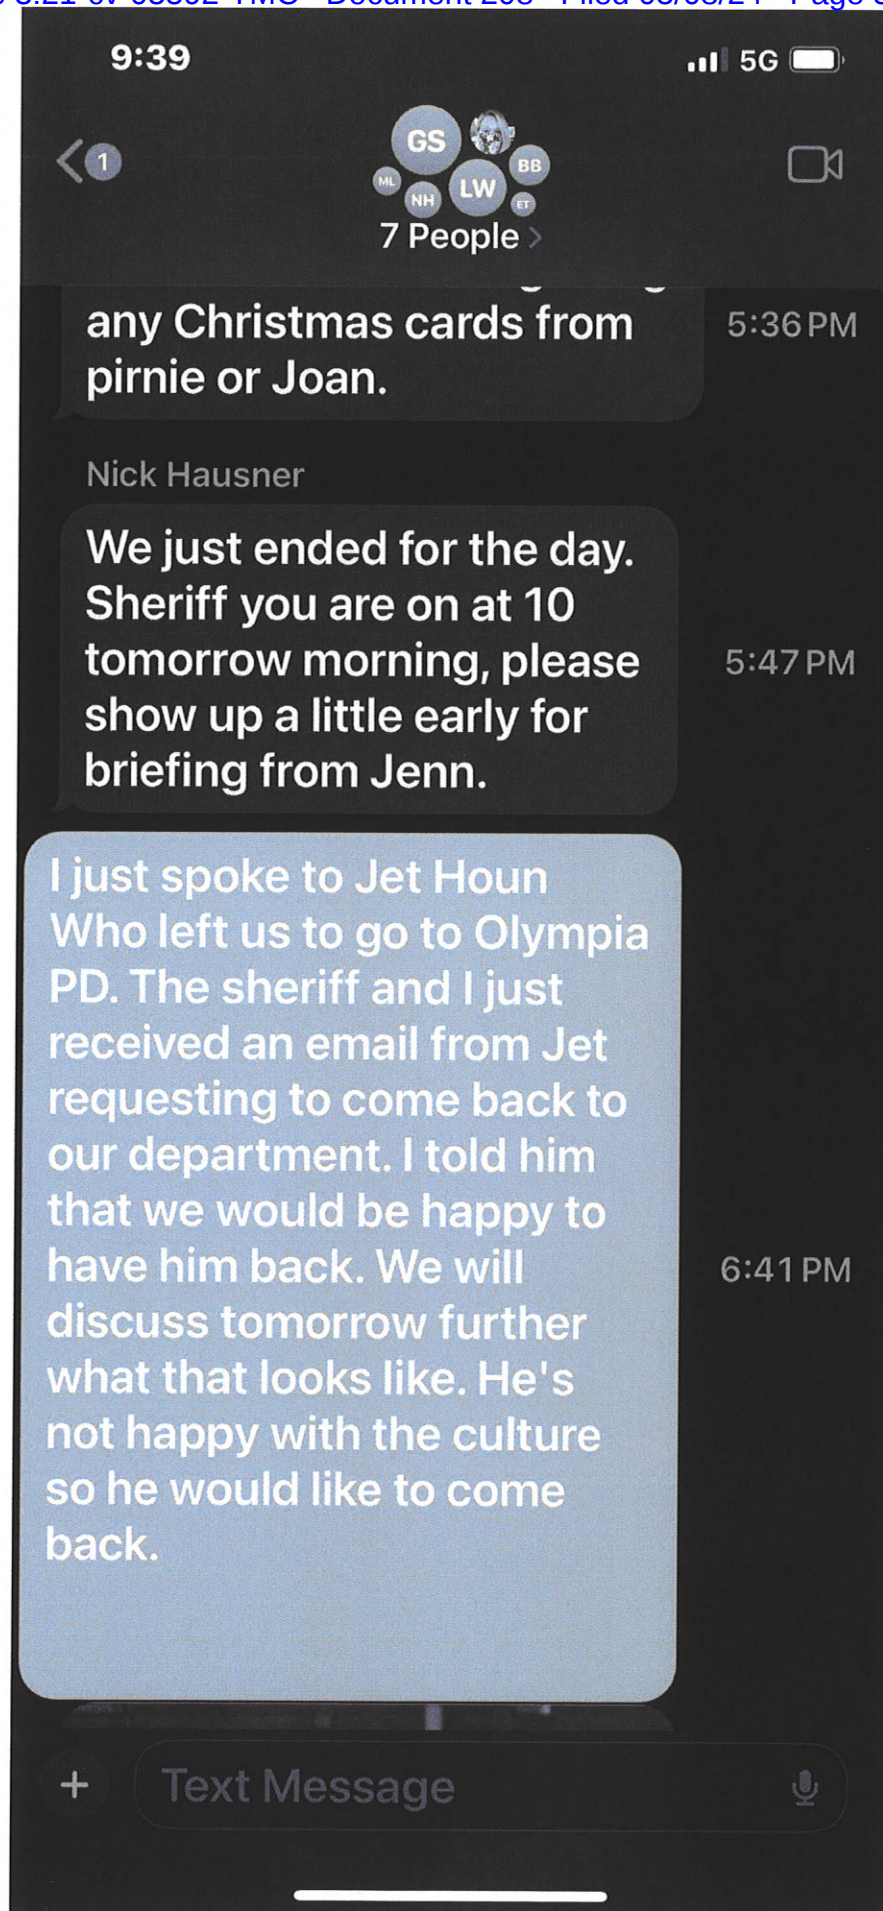 Document Filed Page
9:39
5G
1
GS
BB
ML
NH
LW
ET
7 People >
any Christmas cards from
pirnie or Joan.
5:36 PM
Nick Hausner
We just ended for the day.
Sheriff you are on at 10
tomorrow morning, please
show up a little early for
briefing from Jenn.
5:47 PM
I just spoke to Jet Houn
Who left us to go to Olympia
PD. The sheriff and I just
received an email from Jet
requesting to come back to
our department. I told him
that we would be happy to
have him back. We will
discuss tomorrow further
what that looks like. He's
not happy with the culture
so he would like to come
back.
6:41 PM
Text Message